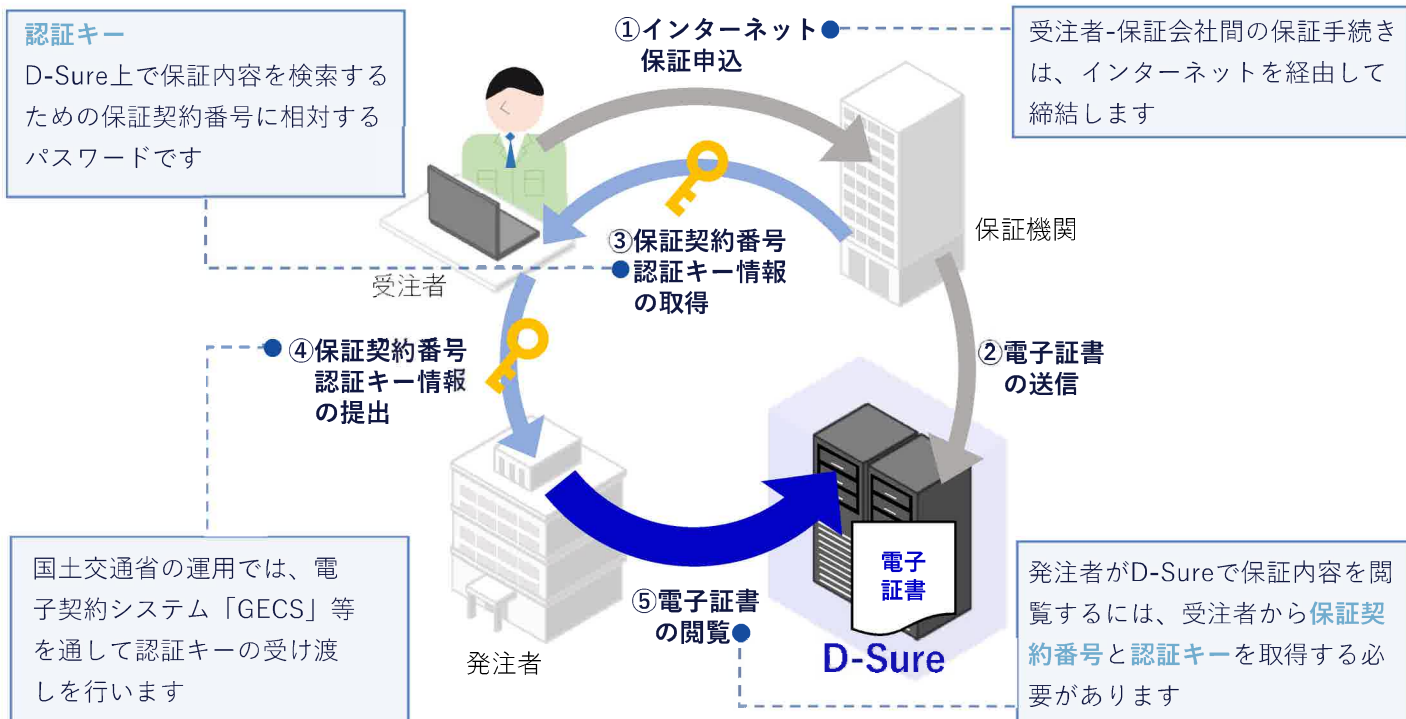 認証キー
D-Sure上で保証内容を検索する
ための保証契約番号に相対する
パスワードです
①インターネット
保証申込
受注者-保証会社間の保証手続き
は、インターネットを経由して
締結します
保証機関
③保証契約番号
認証キー情報
の取得
受注者
②電子証書
の送信
④保証契約番号
認証キー情報
の提出
電子
証書
D-Sure
⑤電子証書
の閲覧
発注者
国土交通省の運用では、電
子契約システム「GECS」等
を通して認証キーの受け渡
しを行います
発注者がD-Sureで保証内容を閲
覧するには、受注者から保証契
約番号と認証キーを取得する必
要があります